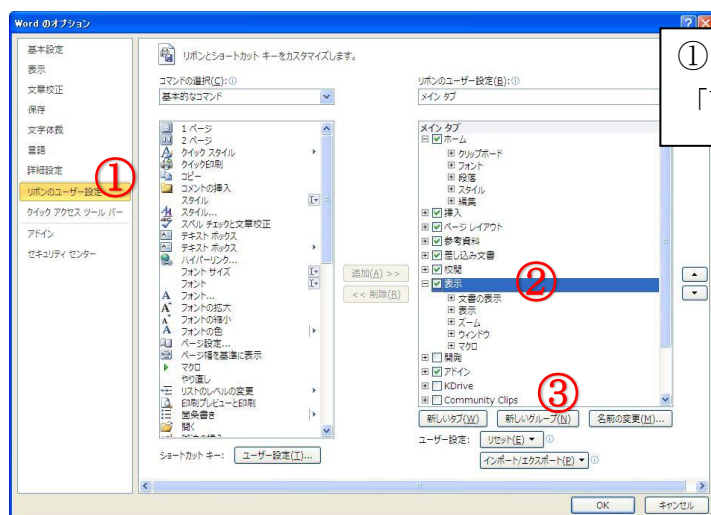 Word のオプション
基本設定
表示
文章校正
保存
文字体裁
言語
詳細設定
リボンのユーザー設定
クイック アクセス ツール バー
アドイン
セキュリティ センター
①
リボンとショートカット キーをカスタマイズします。
コマンドの選択(C):
基本的なコマンド
1 ページ
2 ページ
クイック スタイル
クイック印刷
コピー
コメントの挿入
スタイル
スタイル...
スペル チェックと文章校正
テキスト ボックス
テキスト ボックス
ハイパーリンク...
フォント サイズ
フォント
フォント...
フォントの拡大
フォントの縮小
フォントの色
ページ設定...
ページ幅を基準に表示
マクロ
やり直し
リストのレベルの変更
印刷プレビューと印刷
箇条書き
開く
ショートカット キー: ユーザー設定(T)...
追加(A) >>
<< 削除(R)
リボンのユーザー設定(B):
メイン タブ
メイン タブ
ホーム
クリップボード
フォント
段落
スタイル
編集
挿入
ページ レイアウト
参考資料
差し込み文書
校閲
表示
②
文書の表示
表示
ズーム
ウィンドウ
マクロ
開発
アドイン
KDrive
Community Clips
③
新しいタブ(W) 新しいグループ(N) 名前の変更(M)...
ユーザー設定: リセット(E)
インポート/エクスポート(P)
OK キャンセル
①
「